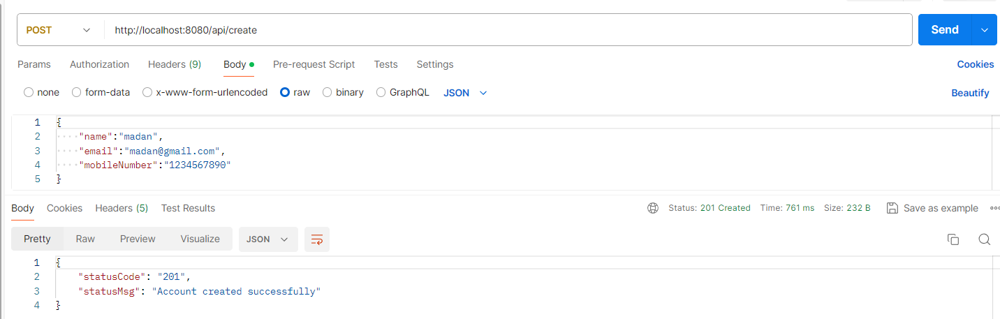 POST http://localhost:8080/api/create Send
Params Authorization Headers (9) Body Pre-request Script Tests Settings Cookies
none form-data x-www-form-urlencoded raw binary GraphQL JSON Beautify
1 {
2 "name":"madan",
3 "email":"madan@gmail.com",
4 "mobileNumber":"1234567890"
5 }
Body Cookies Headers (5) Test Results Status: 201 Created Time: 761 ms Size: 232 B Save as example
Pretty Raw Preview Visualize JSON
1 {
2 "statusCode": "201",
3 "statusMsg": "Account created successfully"
4 }